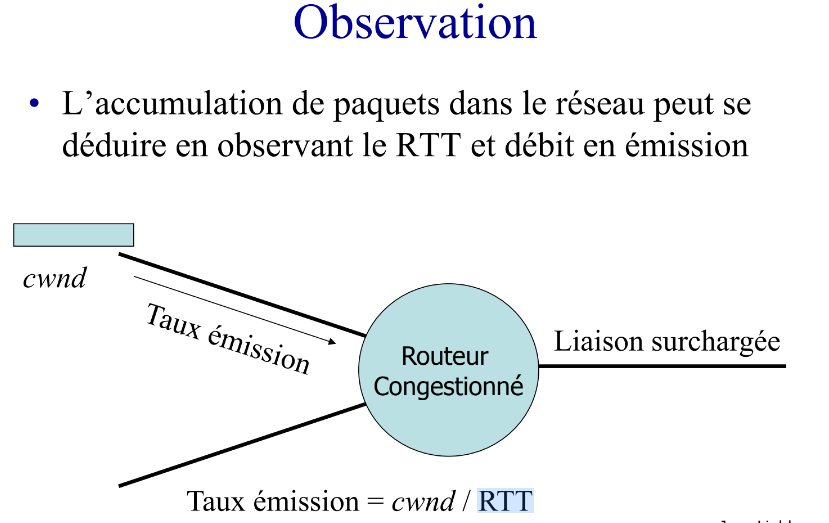 Observation
• L'accumulation de paquets dans le réseau peut se
déduire en observant le RTT et débit en émission
cwnd
Taux émission
Routeur
Congestionné
Liaison surchargée
Taux émission = cwnd / RTT